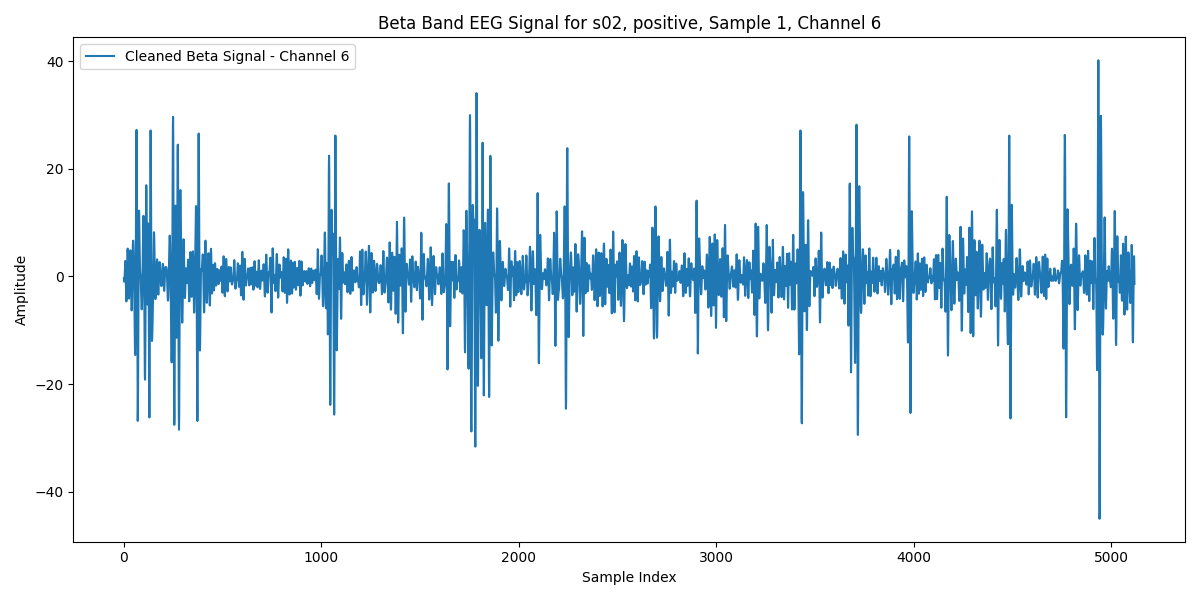 Beta Band EEG Signal for s02, positive, Sample 1, Channel 6
Cleaned Beta Signal - Channel 6
Amplitude
40
20
0
−20
−40
0 1000 2000 3000 4000 5000
Sample Index